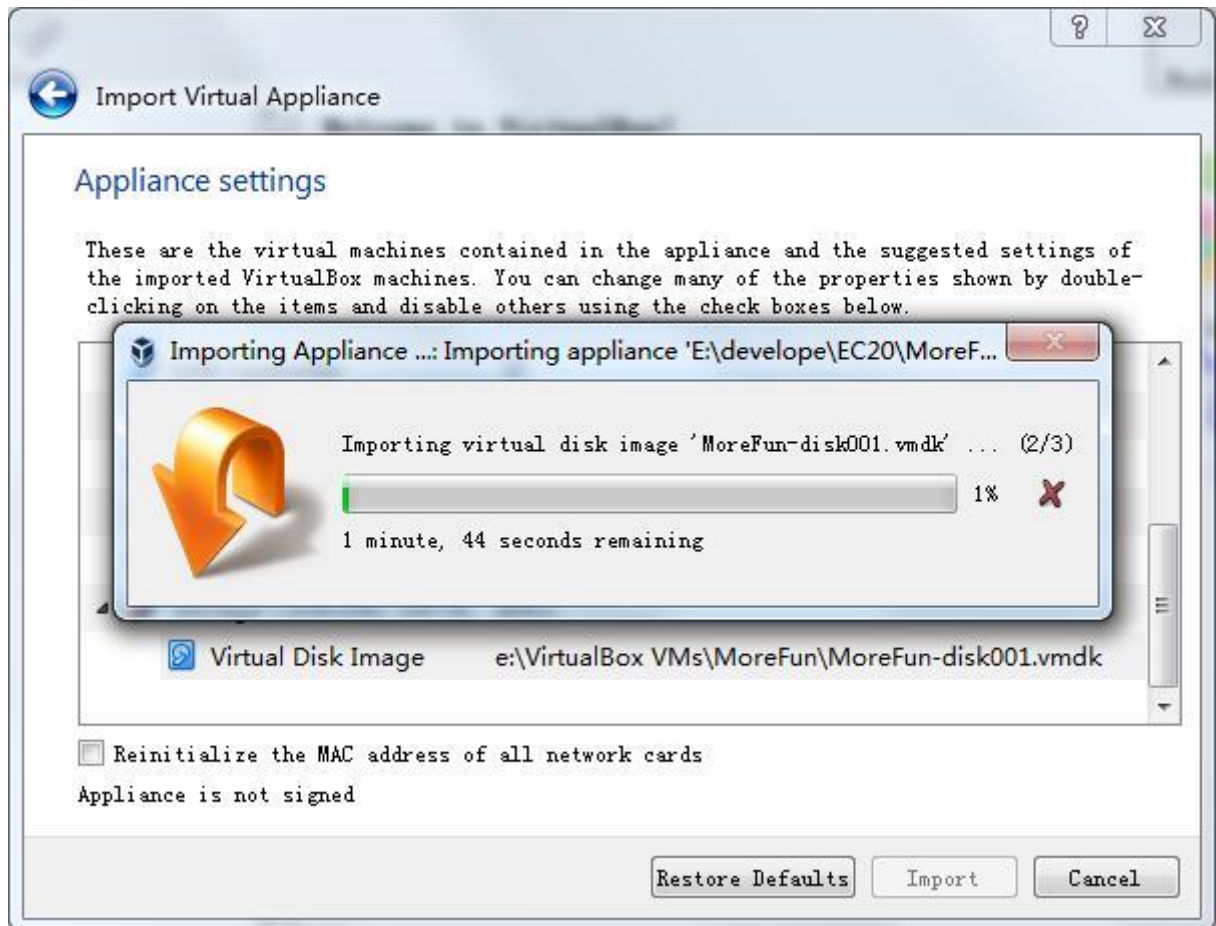 Import Virtual Appliance
Appliance settings
These are the virtual machines contained in the appliance and the suggested settings of
the imported VirtualBox machines. You can change many of the properties shown by double-
clicking on the items and disable others using the check boxes below.
Importing Appliance ...: Importing appliance 'E:\develope\EC20\MoreF...
Importing virtual disk image 'MoreFun-disk001.vmdk' ... (2/3)
1%
1 minute, 44 seconds remaining
Virtual Disk Image e:\VirtualBox VMs\MoreFun\MoreFun-disk001.vmdk
Reinitialize the MAC address of all network cards
Appliance is not signed
Restore Defaults Import Cancel